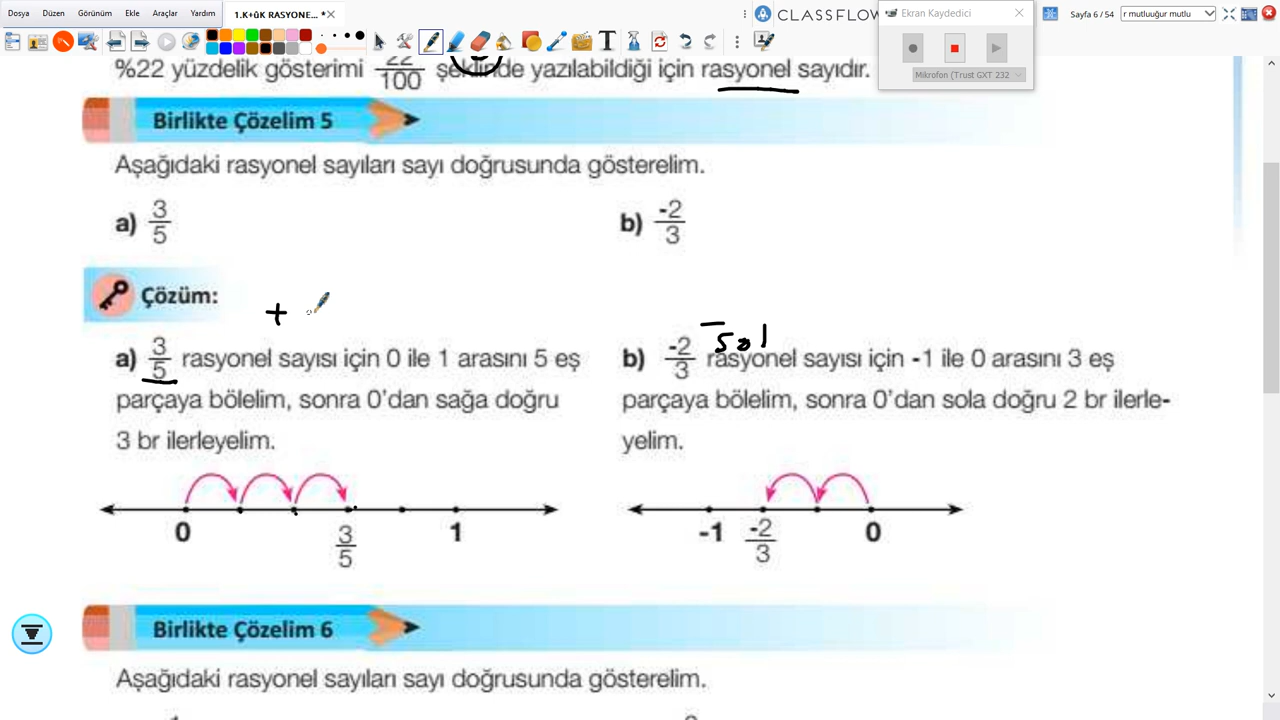 Dosya Düzen Görünüm Ekle Araçlar Yardım
1.K+ûK RASYONE... *
CLASSFLOW
Ekran Kaydedici
Sayfa 6 / 54
r mutluuğur mutlu
Mikrofon (Trust GXT 232
%22 yüzdelik gösterimi 22/100 şeklinde yazılabildiği için rasyonel sayıdır.
Birlikte Çözelim 5
Aşağıdaki rasyonel sayıları sayı doğrusunda gösterelim.
a) 3/5
b) -2/3
Çözüm:
+
a) 3/5 rasyonel sayısı için 0 ile 1 arasını 5 eş
parçaya bölelim, sonra 0'dan sağa doğru
3 br ilerleyelim.
0 3/5 1
- sol
b) -2/3 rasyonel sayısı için -1 ile 0 arasını 3 eş
parçaya bölelim, sonra 0'dan sola doğru 2 br ilerle-
yelim.
-1 -2/3 0
Birlikte Çözelim 6
Aşağıdaki rasyonel sayıları sayı doğrusunda gösterelim.